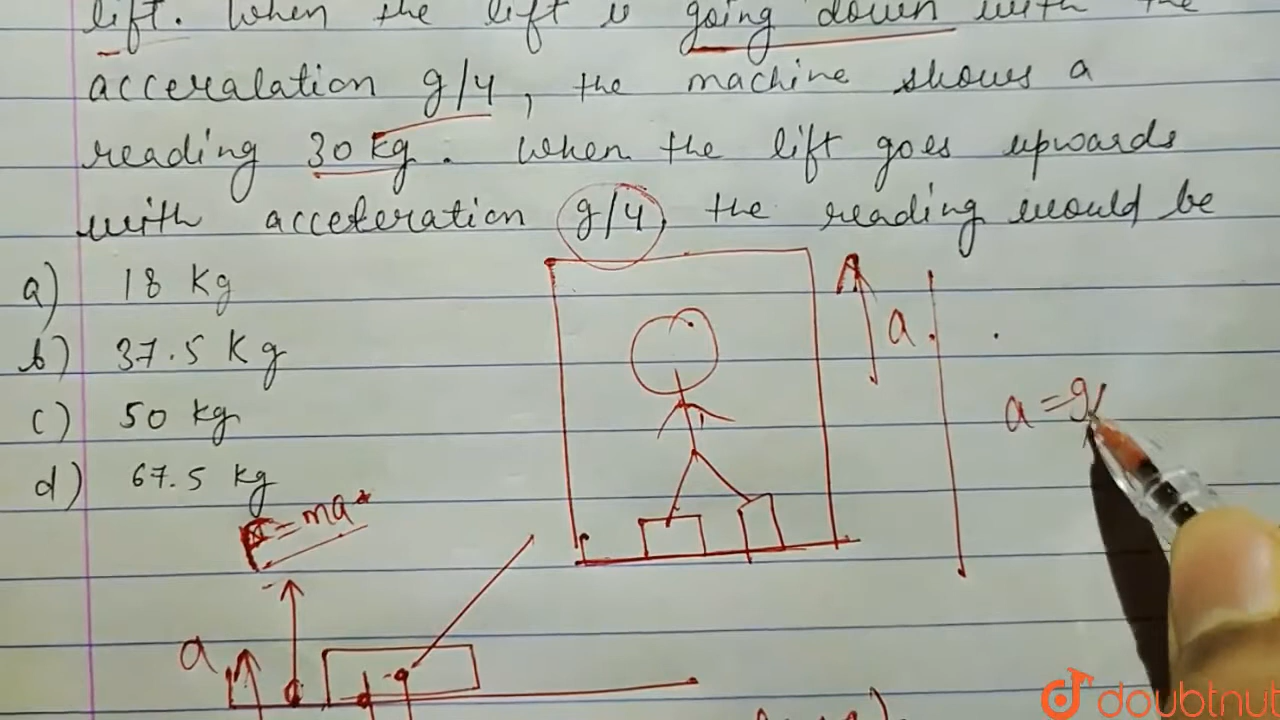 lift. When the lift is going down with the
acceralation g/4, the machine shows a
reading 30 kg. When the lift goes upwards
with acceleration g/4, the reading would be
a) 18 Kg
b) 37.5 Kg
c) 50 kg
d) 67.5 kg
= ma
a
a = g/
a
doubtnut